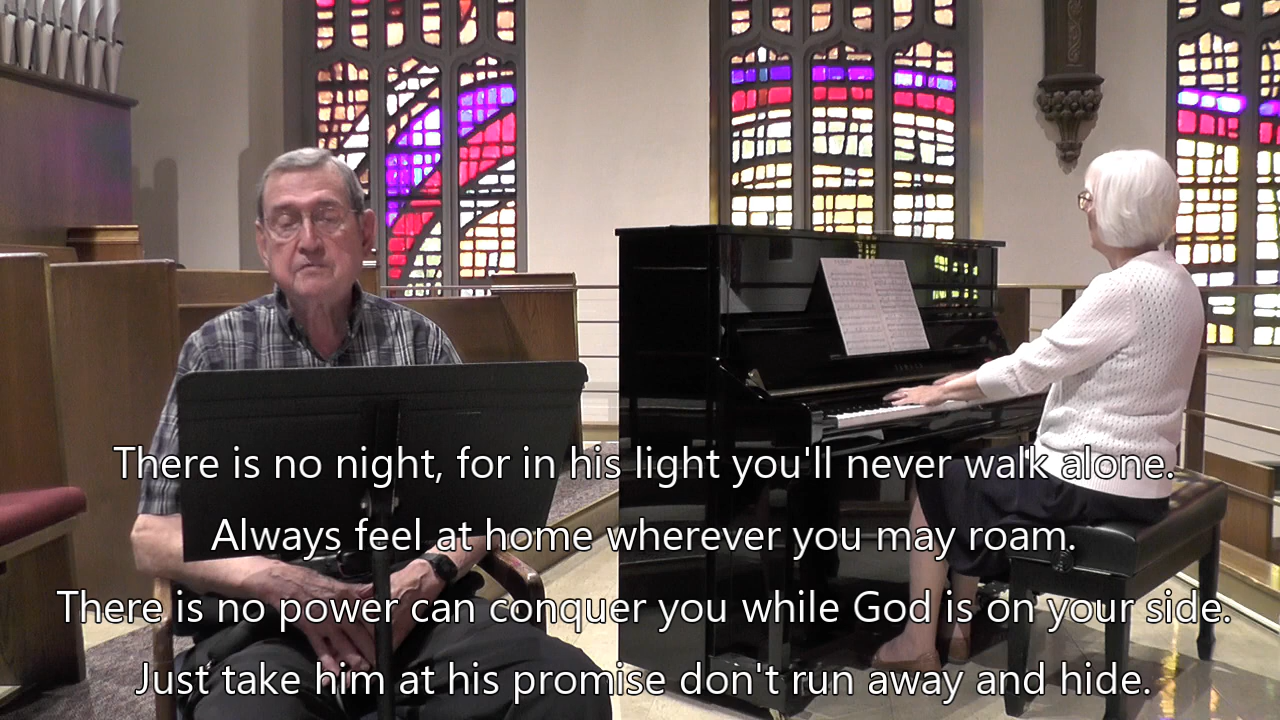 YAMAHA
There is no night, for in his light you'll never walk alone.
Always feel at home wherever you may roam.
There is no power can conquer you while God is on your side.
Just take him at his promise don't run away and hide.